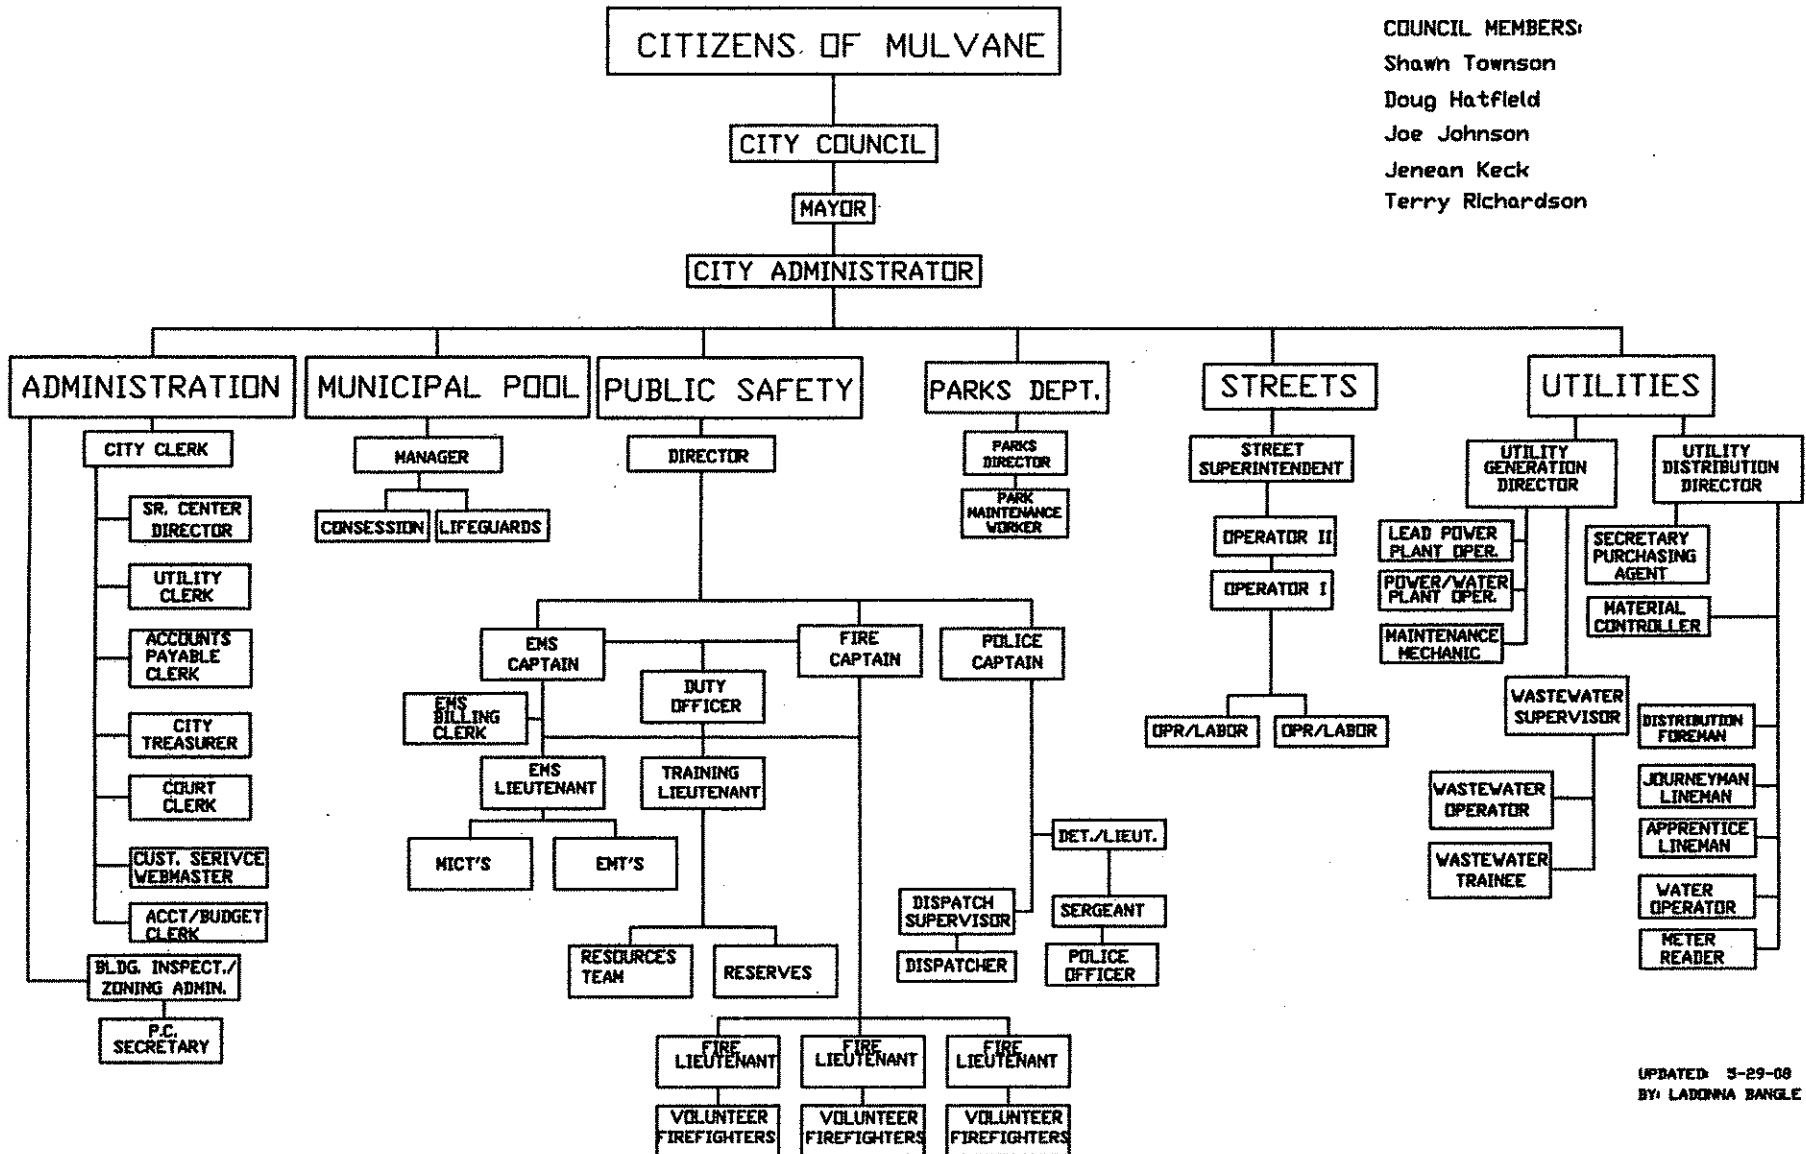 CITIZENS OF MULVANE
COUNCIL MEMBERS:
Shawn Townson
Doug Hatfield
Joe Johnson
Jenean Keck
Terry Richardson
CITY COUNCIL
MAYOR
CITY ADMINISTRATOR
ADMINISTRATION
MUNICIPAL POOL
PUBLIC SAFETY
PARKS DEPT.
STREETS
UTILITIES
CITY CLERK
SR. CENTER
DIRECTOR
UTILITY
CLERK
ACCOUNTS
PAYABLE
CLERK
CITY
TREASURER
COURT
CLERK
CUST. SERIVCE
WEBMASTER
ACCT/BUDGET
CLERK
BLDG. INSPECT./
ZONING ADMIN.
P.C.
SECRETARY
MANAGER
CONSESSION
LIFEGUARDS
DIRECTOR
EMS
CAPTAIN
FIRE
CAPTAIN
POLICE
CAPTAIN
DUTY
OFFICER
EMS
BILLING
CLERK
EMS
LIEUTENANT
TRAINING
LIEUTENANT
MICT'S
EMT'S
RESOURCES
TEAM
RESERVES
DET./LIEUT.
DISPATCH
SUPERVISOR
SERGEANT
DISPATCHER
POLICE
OFFICER
FIRE
LIEUTENANT
FIRE
LIEUTENANT
FIRE
LIEUTENANT
VOLUNTEER
FIREFIGHTERS
VOLUNTEER
FIREFIGHTERS
VOLUNTEER
FIREFIGHTERS
PARKS
DIRECTOR
PARK
MAINTENANCE
WORKER
STREET
SUPERINTENDENT
OPERATOR II
OPERATOR I
OPR/LABOR
OPR/LABOR
UTILITY
GENERATION
DIRECTOR
LEAD POWER
PLANT OPER.
POWER/WATER
PLANT OPER.
MAINTENANCE
MECHANIC
WASTEWATER
SUPERVISOR
WASTEWATER
OPERATOR
WASTEWATER
TRAINEE
UTILITY
DISTRIBUTION
DIRECTOR
SECRETARY
PURCHASING
AGENT
MATERIAL
CONTROLLER
DISTRIBUTION
FOREMAN
JOURNEYMAN
LINEMAN
APPRENTICE
LINEMAN
WATER
OPERATOR
METER
READER
UPDATED: 5-29-08
BY: LADONNA BANGLE